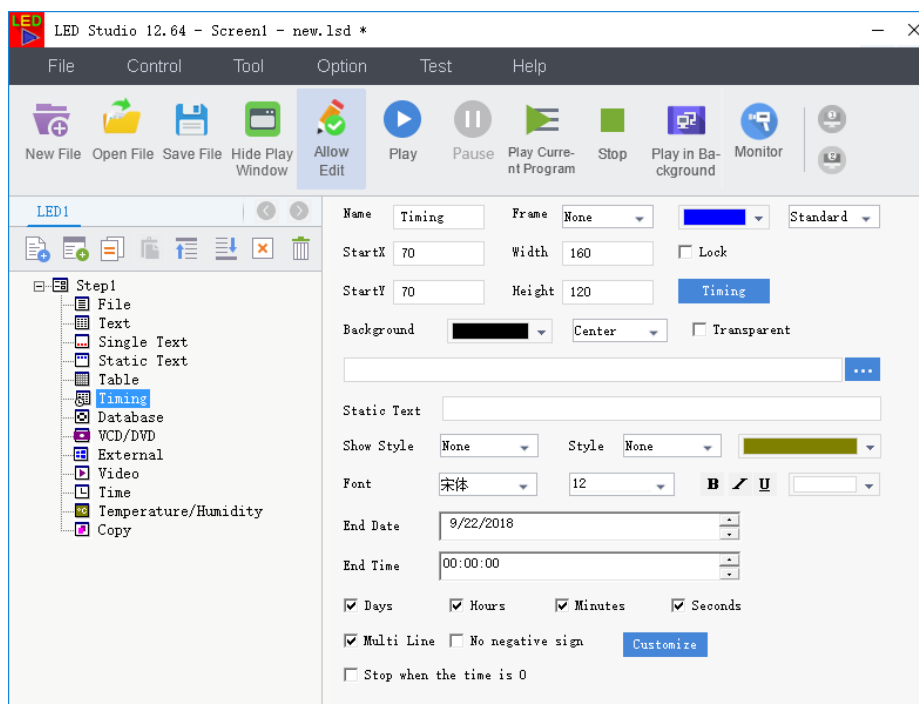 LED
LED Studio 12.64 - Screen1 - new.lsd *
File Control Tool Option Test Help
New File Open File Save File Hide Play Window Allow Edit Play Pause Play Curre-nt Program Stop Play in Ba-ckground Monitor
LED1
Step1
File
Text
Single Text
Static Text
Table
Timing
Database
VCD/DVD
External
Video
Time
Temperature/Humidity
Copy
Name Timing Frame None Standard
StartX 70 Width 160 Lock
StartY 70 Height 120 Timing
Background Center Transparent
...
Static Text
Show Style None Style None
Font 宋体 12 B I U
End Date 9/22/2018
End Time 00:00:00
Days Hours Minutes Seconds
Multi Line No negative sign Customize
Stop when the time is 0